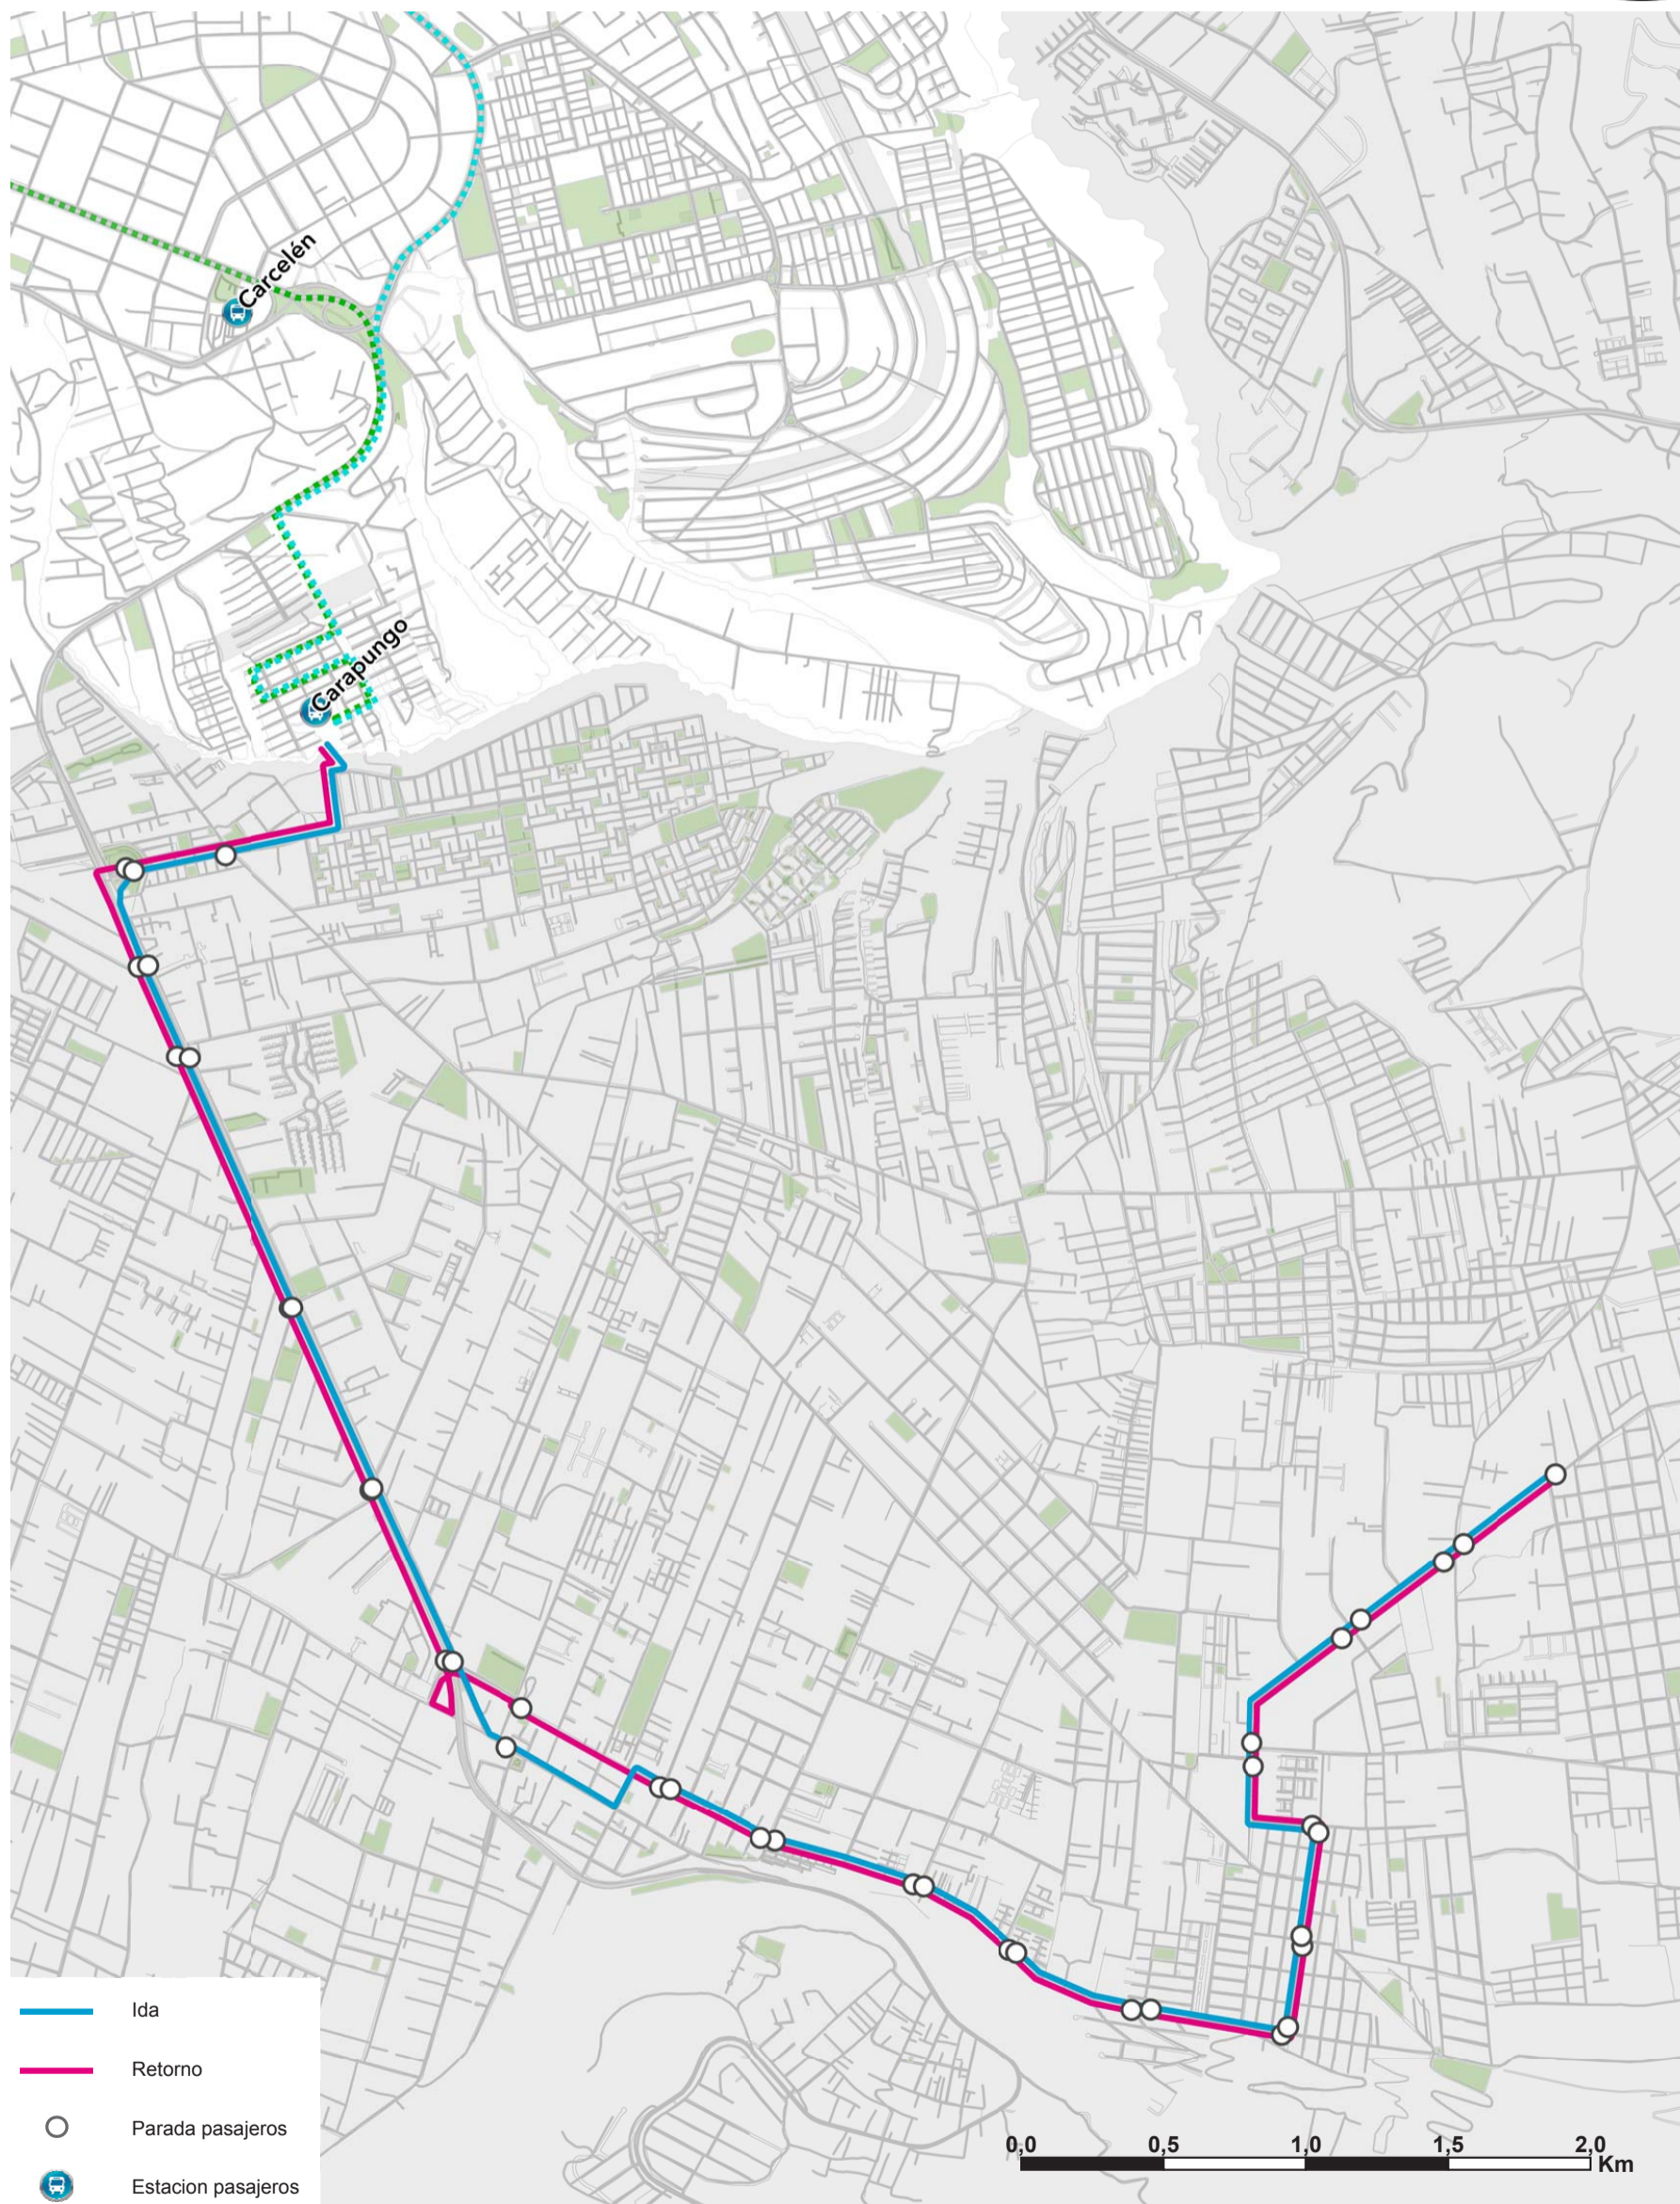 Carcelén
Carapungo
Ida
Retorno
Parada pasajeros
Estacion pasajeros
0,0 0,5 1,0 1,5 2,0
Km